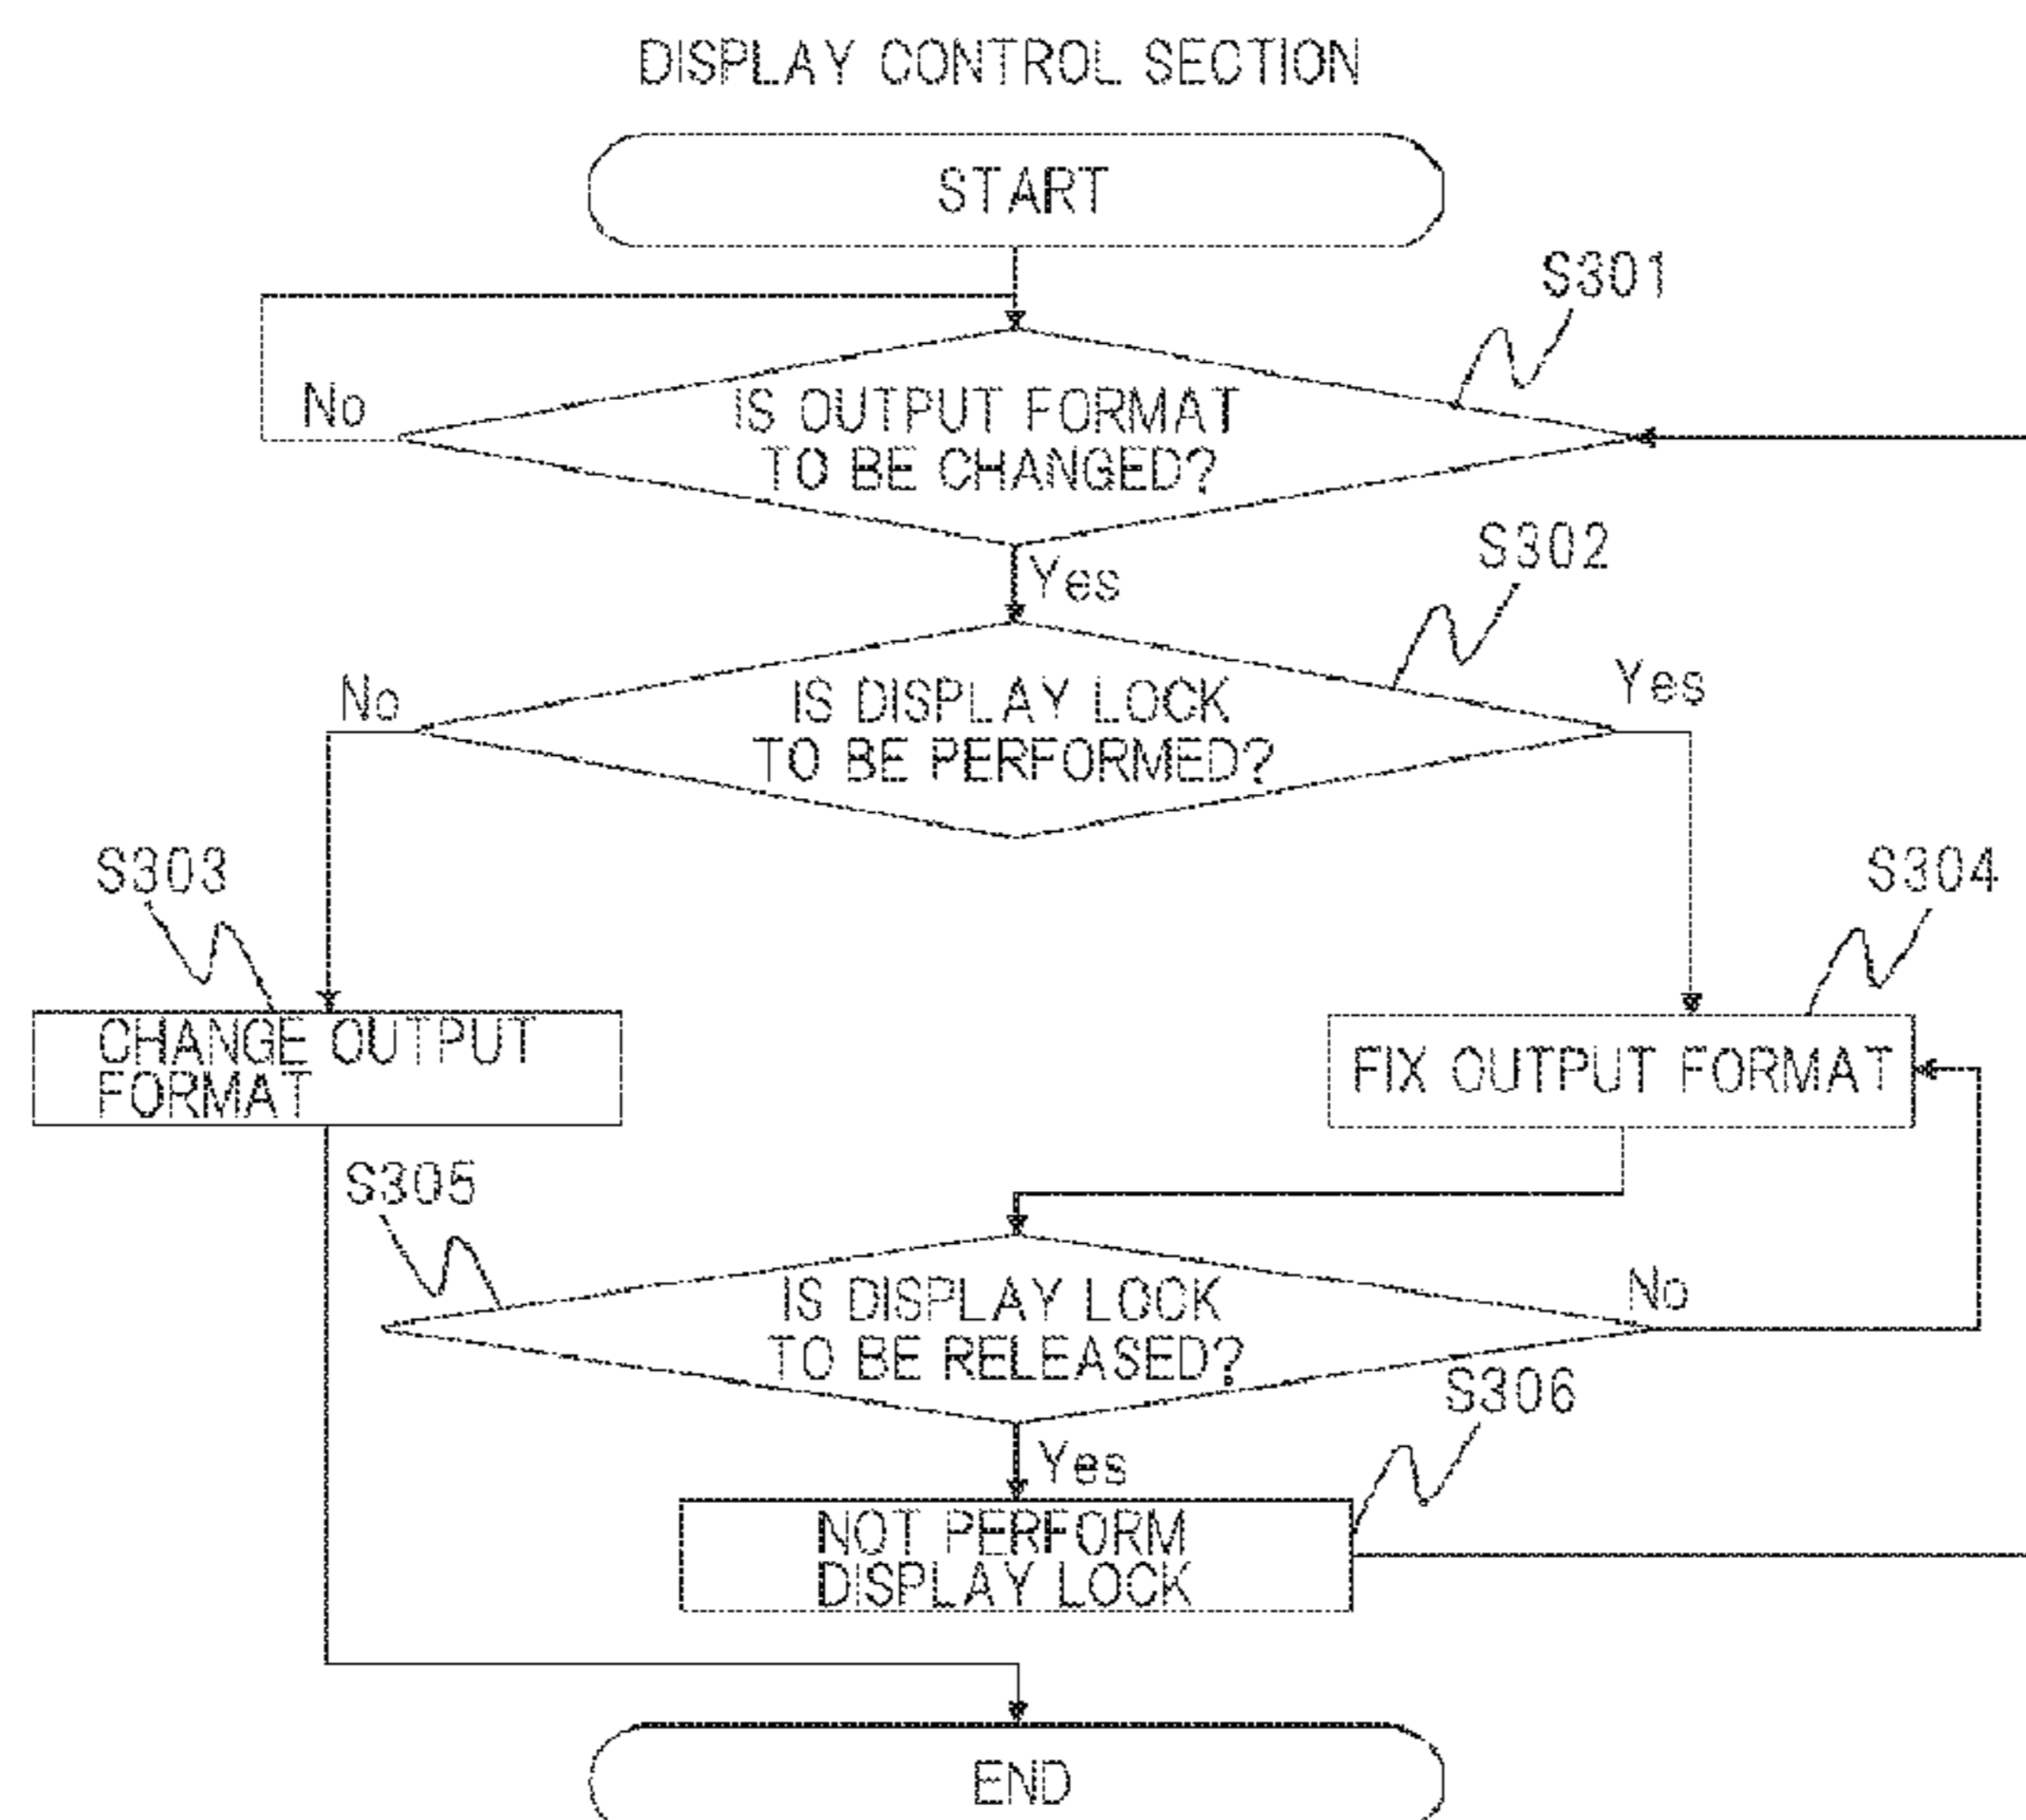 DISPLAY CONTROL SECTION
START
S301
No
IS OUTPUT FORMAT
TO BE CHANGED?
Yes
S302
No
IS DISPLAY LOCK
TO BE PERFORMED?
Yes
S303
S304
CHANGE OUTPUT
FORMAT
FIX OUTPUT FORMAT
S305
IS DISPLAY LOCK
TO BE RELEASED?
No
S306
Yes
NOT PERFORM
DISPLAY LOCK
END